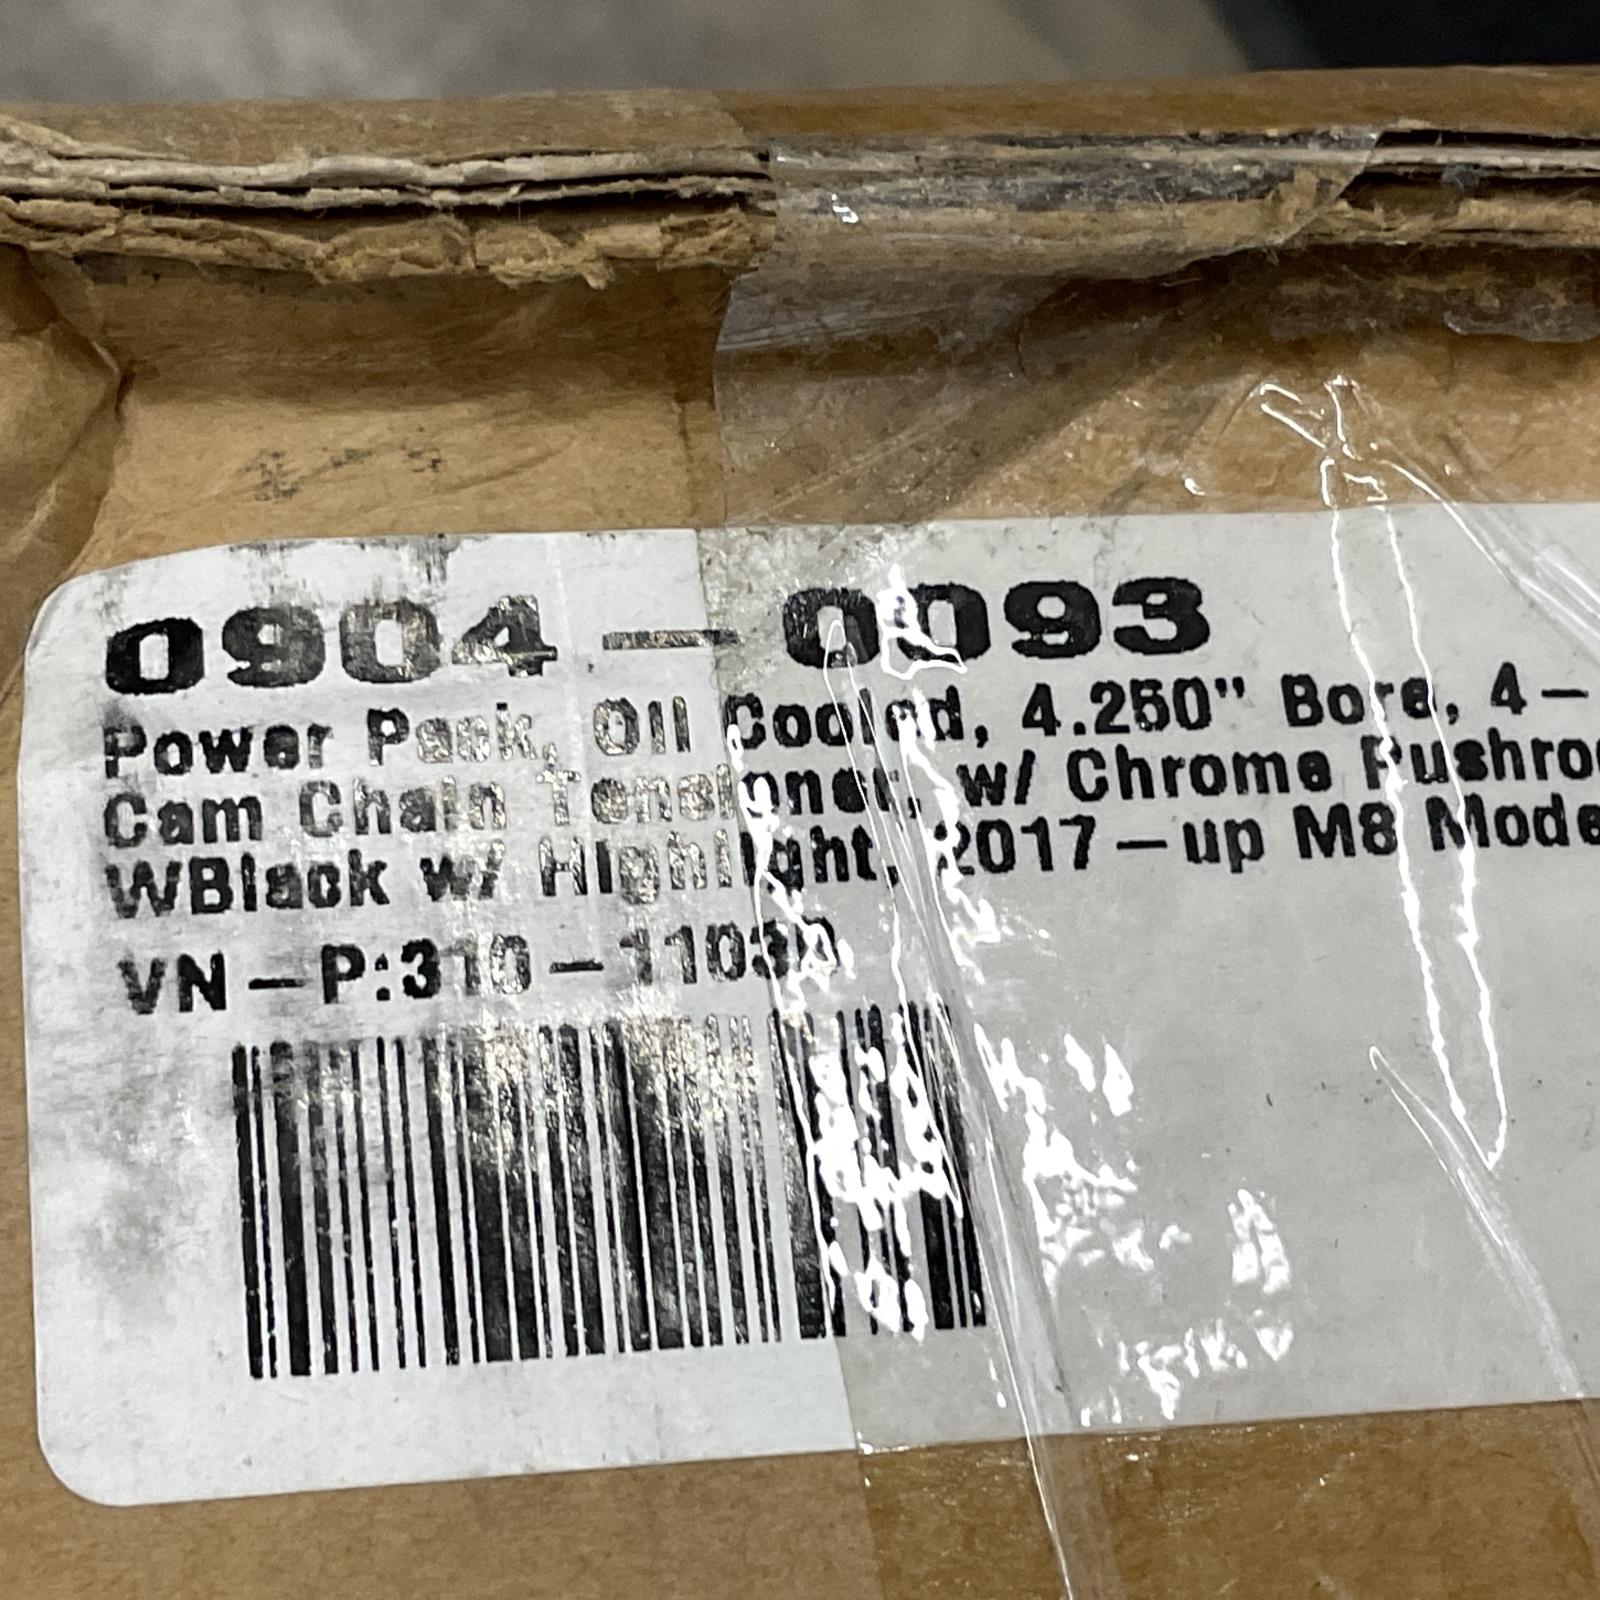 0904-0093
Power Pack, Oil Cooled, 4.250" Bore, 4-
Cam Chain Tensioner, w/ Chrome Pushro
WBlack w/ Highlight, 2017-up M8 Mode
VN-P:310-1103